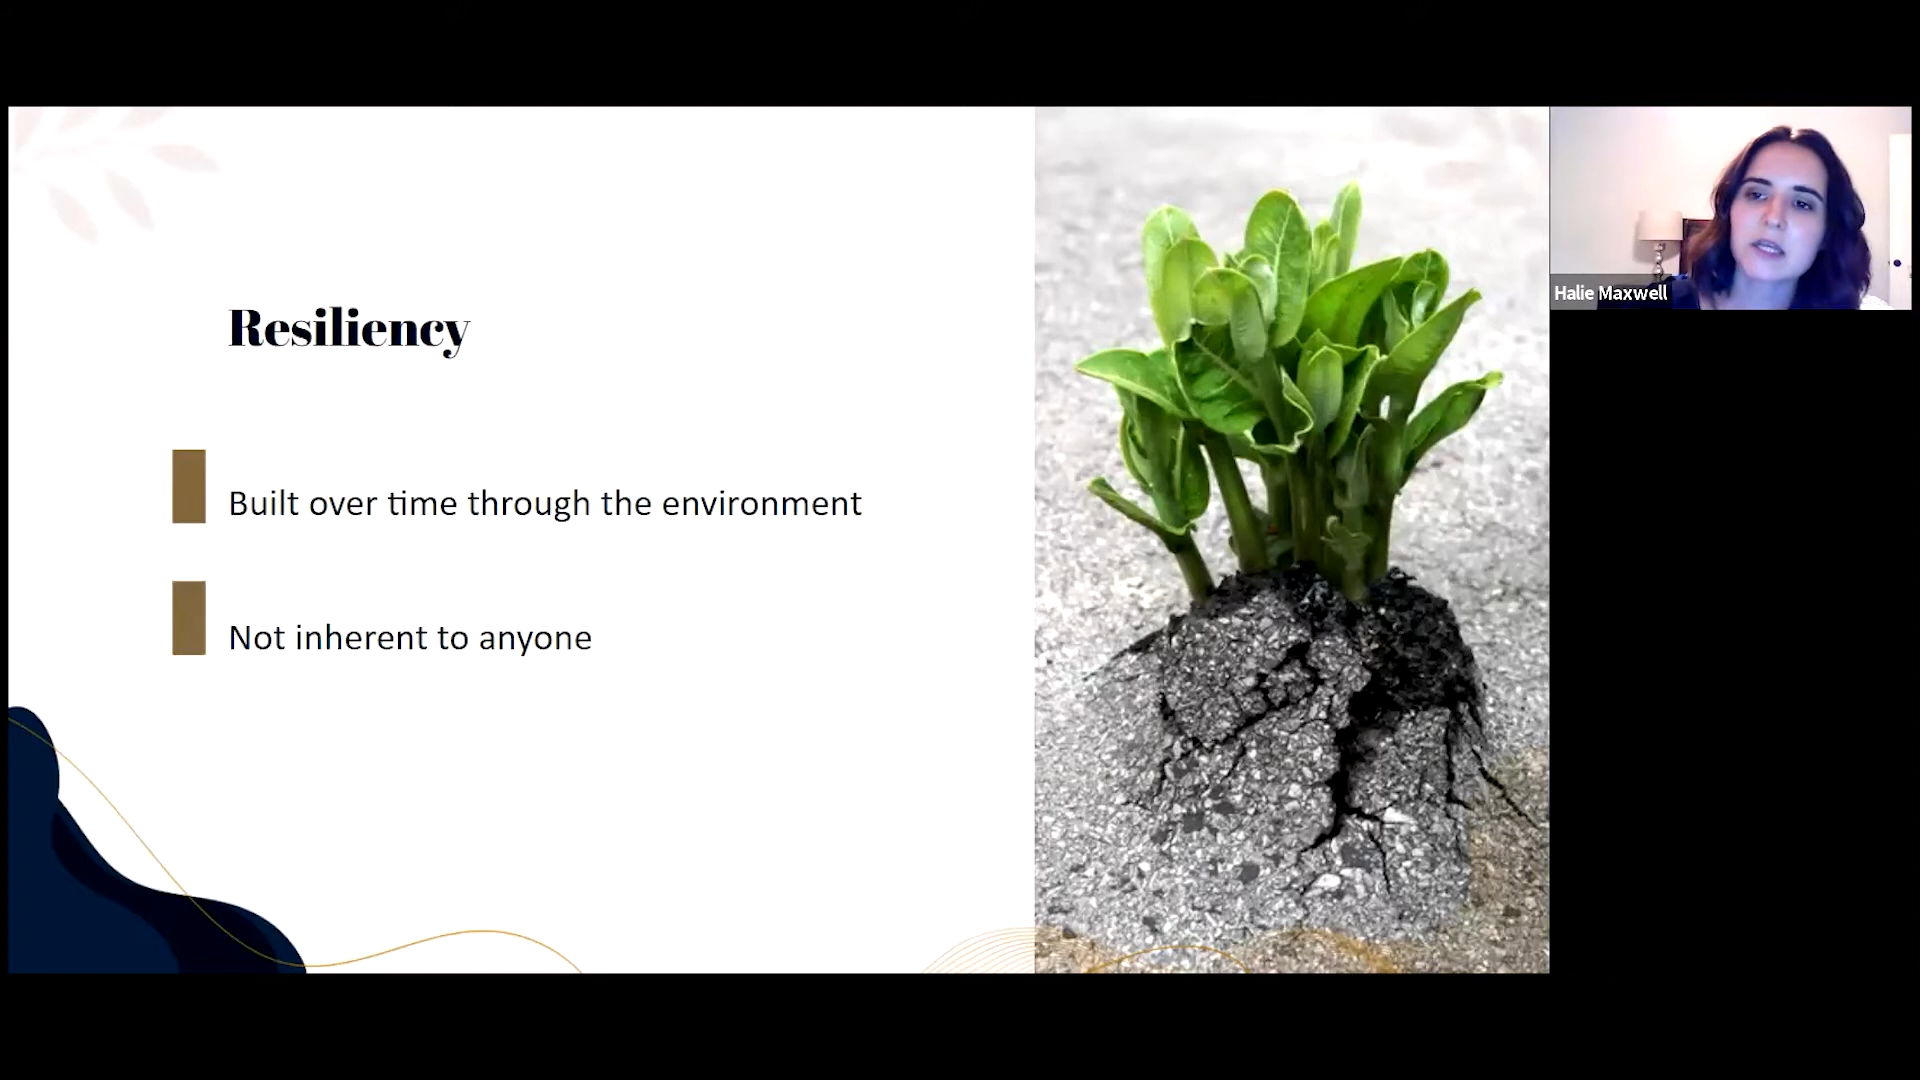 Resiliency
Built over time through the environment
Not inherent to anyone
Halie Maxwell